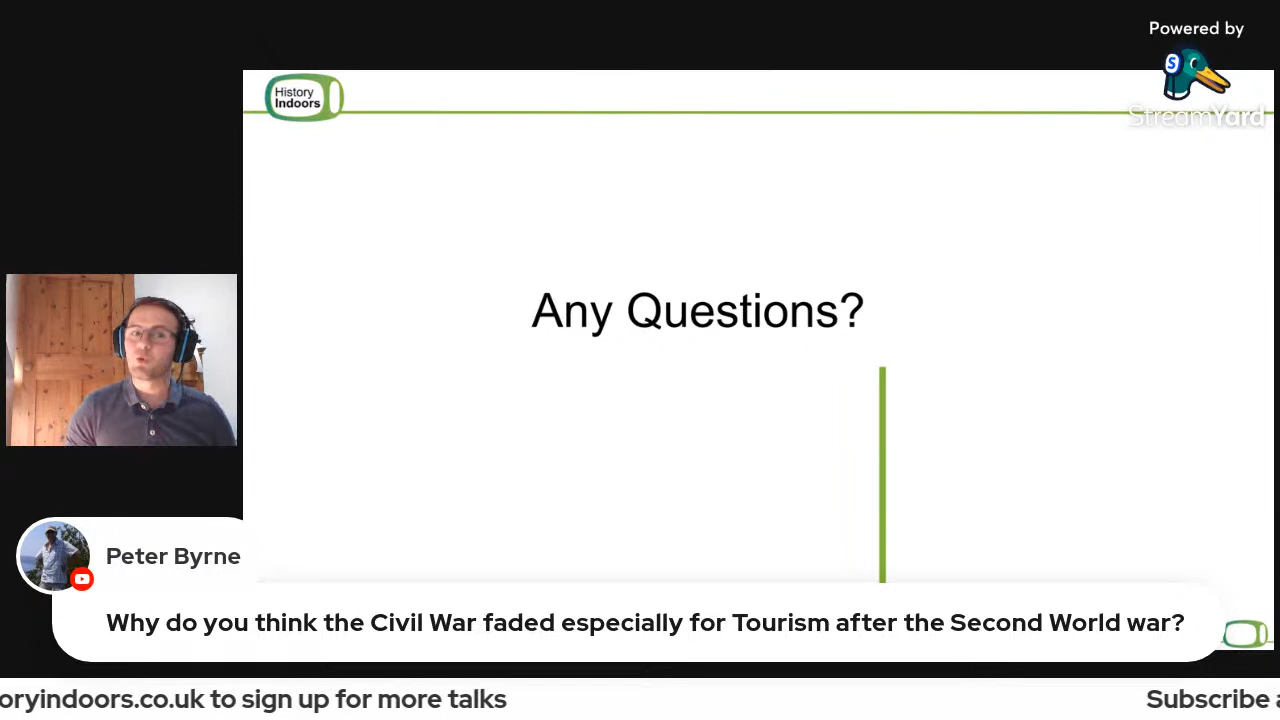 Powered by
StreamYard
History
Indoors
Any Questions?
Peter Byrne
Why do you think the Civil War faded especially for Tourism after the Second World war?
oryindoors.co.uk to sign up for more talks
Subscribe a